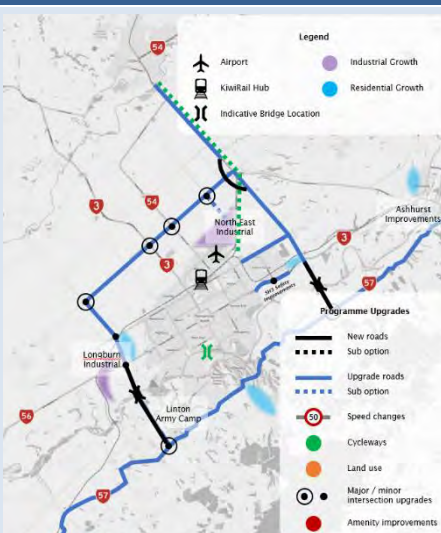 Legend
Airport
Industrial Growth
KiwiRail Hub
Residential Growth
Indicative Bridge Location
54
54
3
3
3
57
56
57
North East
Industrial
Ashhurst
Improvements
Longburn
Industrial
Linton
Army Camp
Programme Upgrades
New roads
Sub option
Upgrade roads
Sub option
50
Speed changes
Cycleways
Land use
Major / minor
intersection upgrades
Amenity improvements